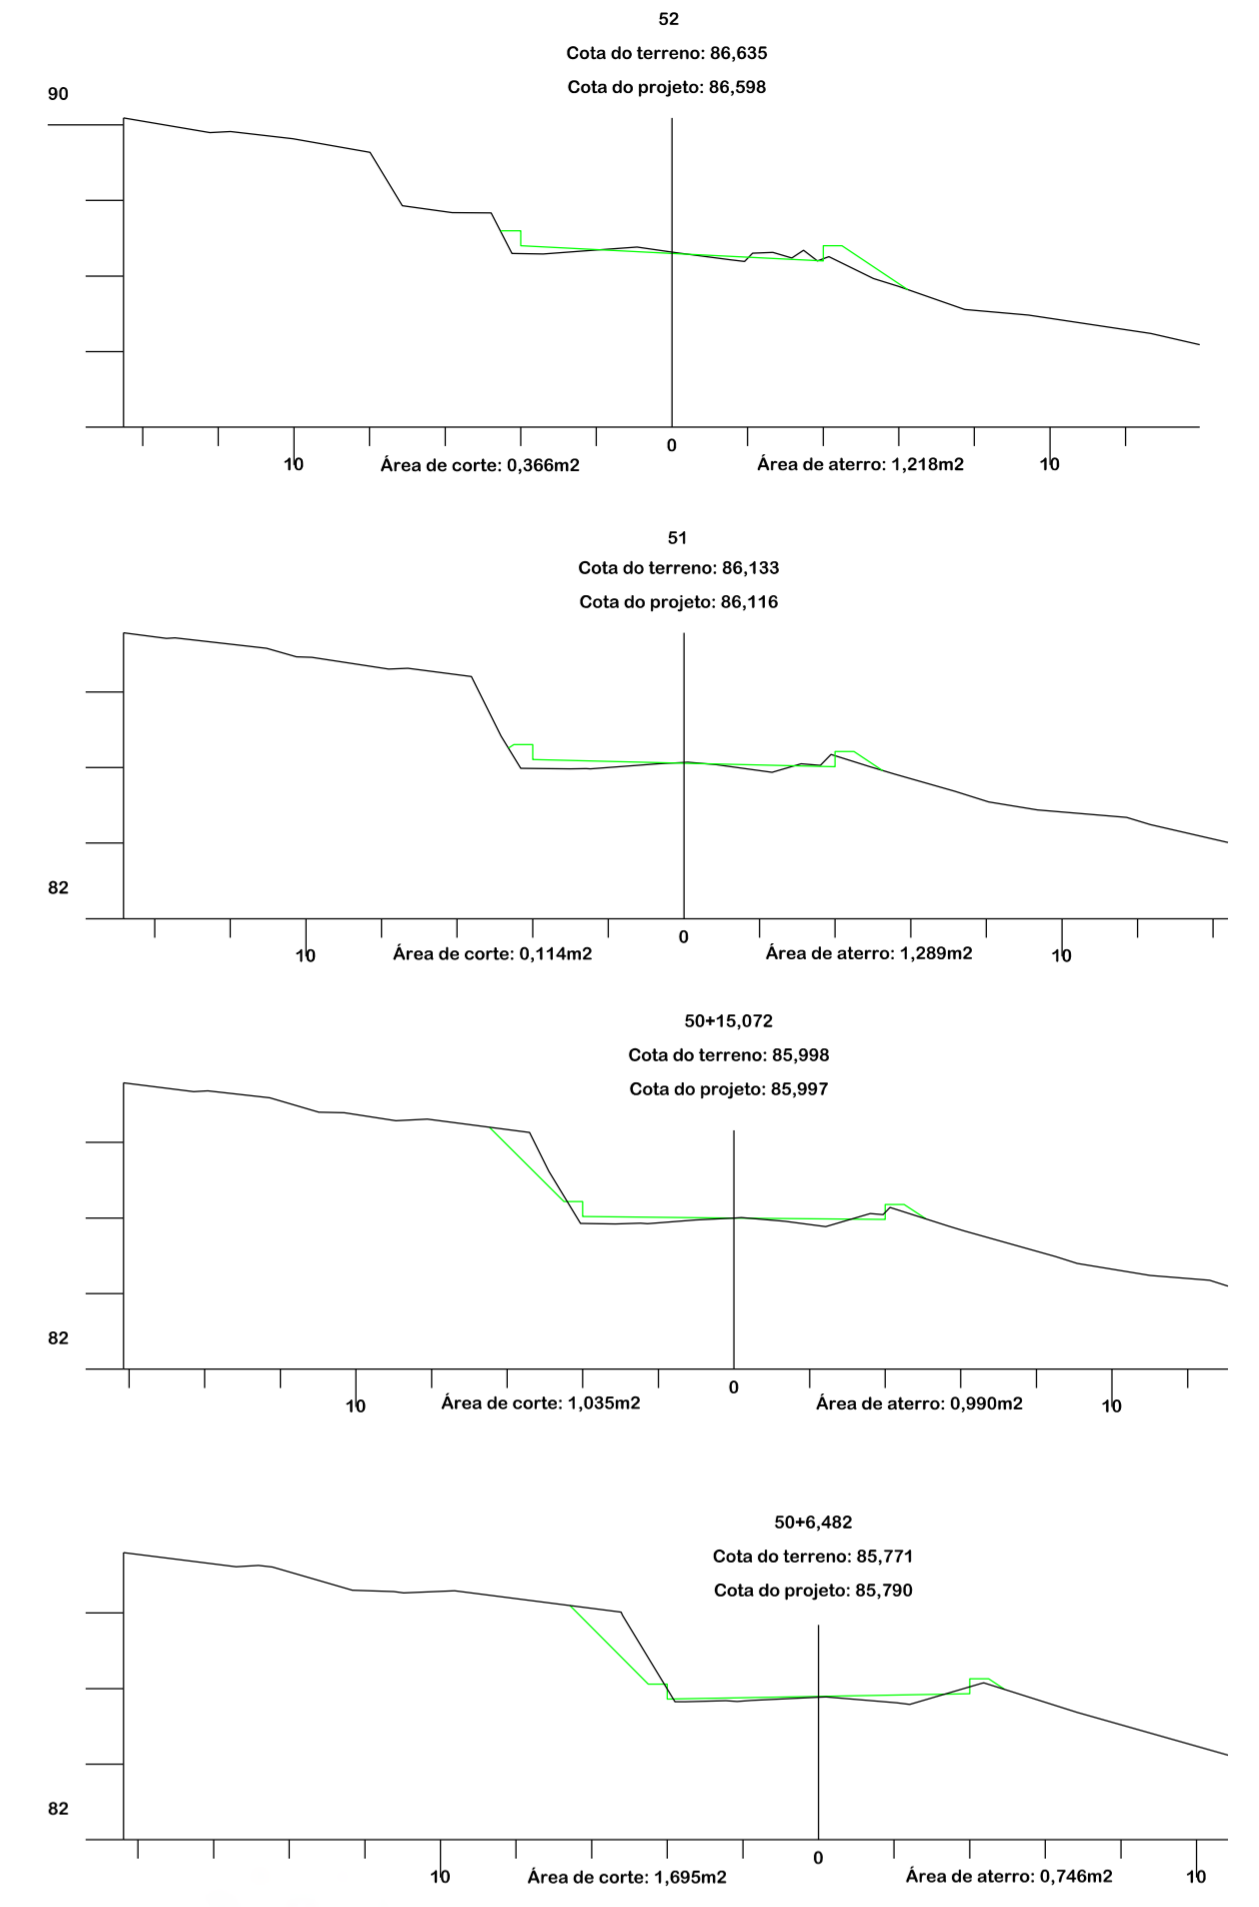 52
Cota do terreno: 86,635
Cota do projeto: 86,598
90
0
10
Área de corte: 0,366m2
Área de aterro: 1,218m2
10
51
Cota do terreno: 86,133
Cota do projeto: 86,116
82
0
10
Área de corte: 0,114m2
Área de aterro: 1,289m2
10
50+15,072
Cota do terreno: 85,998
Cota do projeto: 85,997
82
0
10
Área de corte: 1,035m2
Área de aterro: 0,990m2
10
50+6,482
Cota do terreno: 85,771
Cota do projeto: 85,790
82
0
10
Área de corte: 1,695m2
Área de aterro: 0,746m2
10